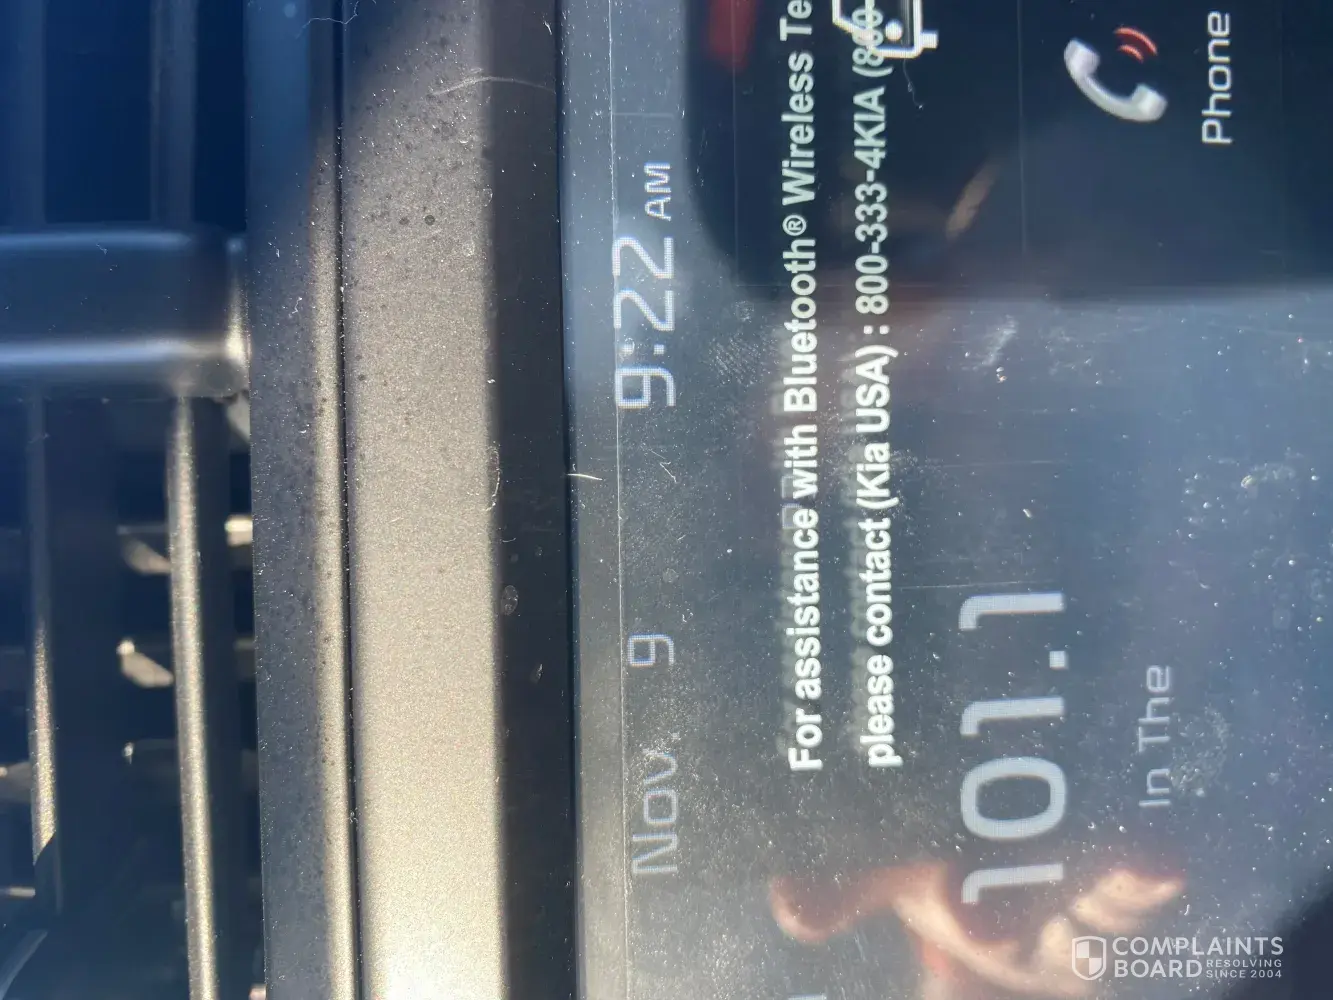 Nov 9 9:22 AM
For assistance with Bluetooth® Wireless Te
please contact (Kia USA) : 800-333-4KIA (800
101.1
In The
Phone
COMPLAINTS
BOARD RESOLVING
SINCE 2004